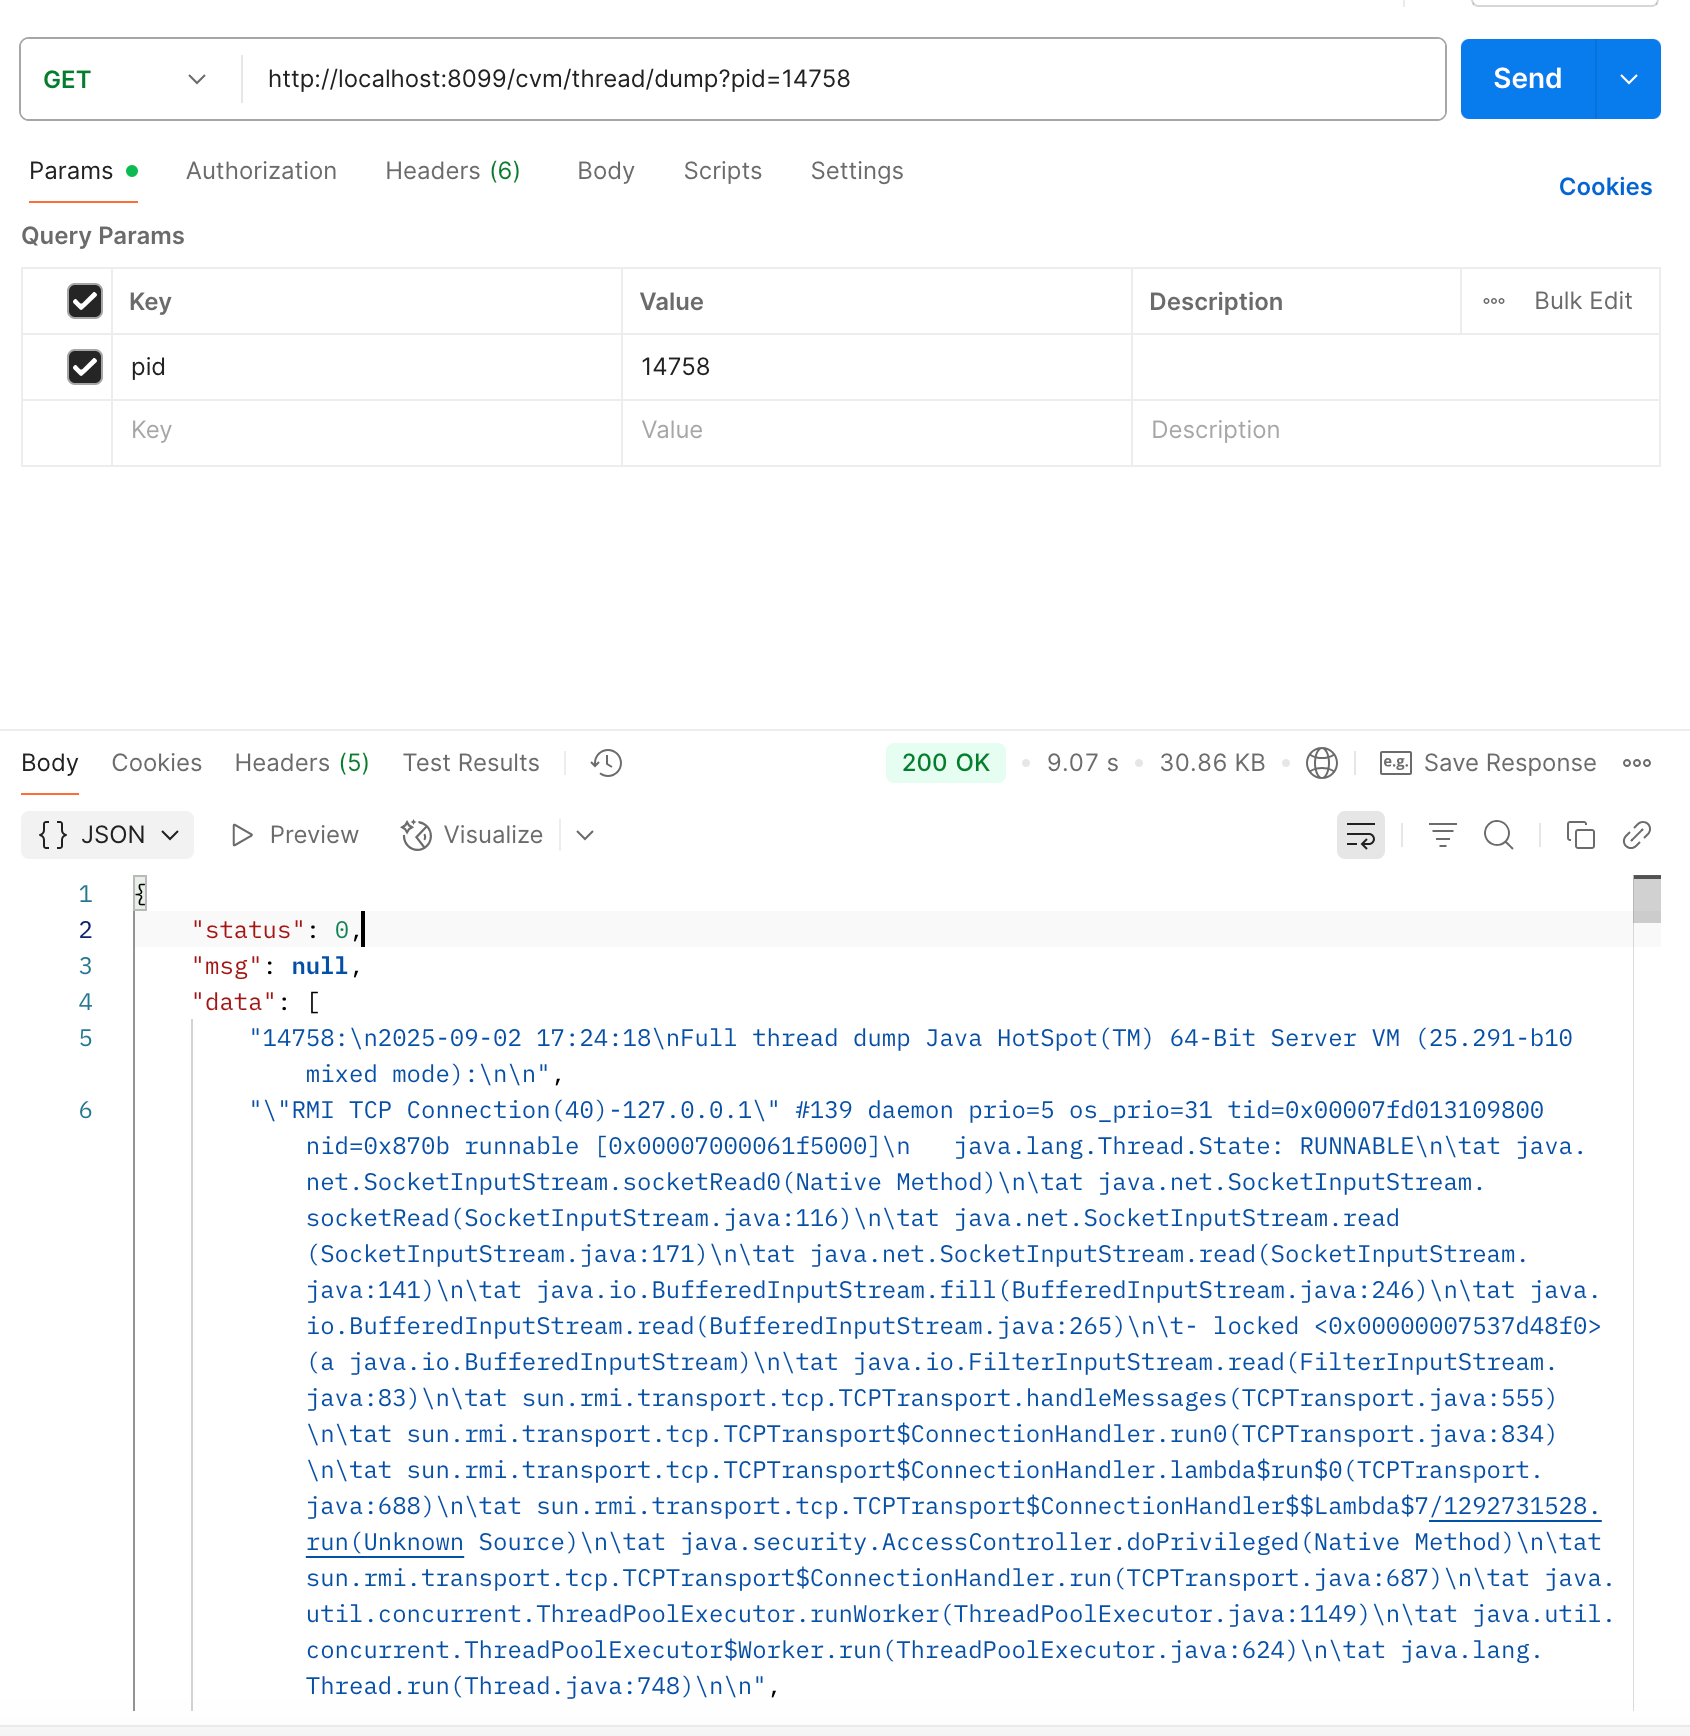 GET http://localhost:8099/cvm/thread/dump?pid=14758 Send
Params Authorization Headers (6) Body Scripts Settings Cookies
Query Params
Key Value Description Bulk Edit
pid 14758
Key Value Description
Body Cookies Headers (5) Test Results 200 OK 9.07 s 30.86 KB e.g. Save Response
{} JSON Preview Visualize
1 {
2 "status": 0,
3 "msg": null,
4 "data": [
5 "14758:\n2025-09-02 17:24:18\nFull thread dump Java HotSpot(TM) 64-Bit Server VM (25.291-b10
mixed mode):\n\n",
6 "\"RMI TCP Connection(40)-127.0.0.1\" #139 daemon prio=5 os_prio=31 tid=0x00007fd013109800
nid=0x870b runnable [0x00007000061f5000]\n   java.lang.Thread.State: RUNNABLE\n\tat java.
net.SocketInputStream.socketRead0(Native Method)\n\tat java.net.SocketInputStream.
socketRead(SocketInputStream.java:116)\n\tat java.net.SocketInputStream.read
(SocketInputStream.java:171)\n\tat java.net.SocketInputStream.read(SocketInputStream.
java:141)\n\tat java.io.BufferedInputStream.fill(BufferedInputStream.java:246)\n\tat java.
io.BufferedInputStream.read(BufferedInputStream.java:265)\n\t- locked <0x00000007537d48f0>
(a java.io.BufferedInputStream)\n\tat java.io.FilterInputStream.read(FilterInputStream.
java:83)\n\tat sun.rmi.transport.tcp.TCPTransport.handleMessages(TCPTransport.java:555)
\n\tat sun.rmi.transport.tcp.TCPTransport$ConnectionHandler.run0(TCPTransport.java:834)
\n\tat sun.rmi.transport.tcp.TCPTransport$ConnectionHandler.lambda$run$0(TCPTransport.
java:688)\n\tat sun.rmi.transport.tcp.TCPTransport$ConnectionHandler$$Lambda$7/1292731528.
run(Unknown Source)\n\tat java.security.AccessController.doPrivileged(Native Method)\n\tat
sun.rmi.transport.tcp.TCPTransport$ConnectionHandler.run(TCPTransport.java:687)\n\tat java.
util.concurrent.ThreadPoolExecutor.runWorker(ThreadPoolExecutor.java:1149)\n\tat java.util.
concurrent.ThreadPoolExecutor$Worker.run(ThreadPoolExecutor.java:624)\n\tat java.lang.
Thread.run(Thread.java:748)\n\n",